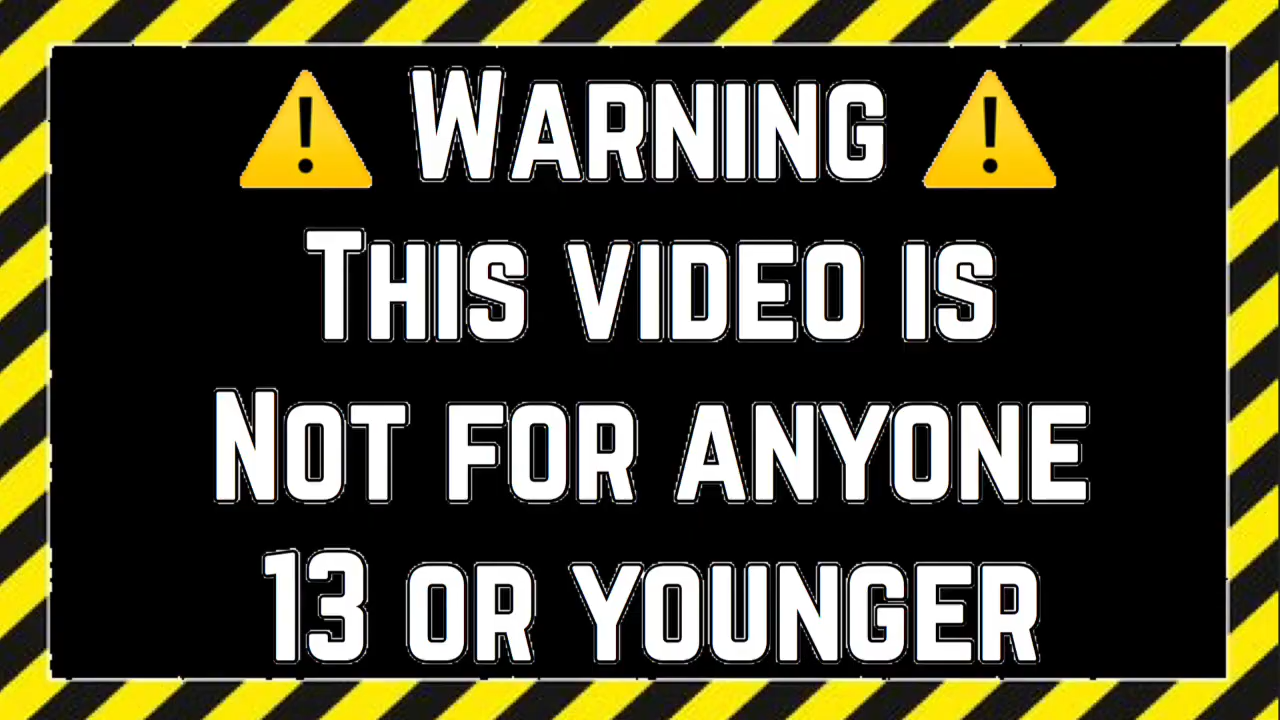 ⚠️ Warning ⚠️
This video is
Not for anyone
13 or younger